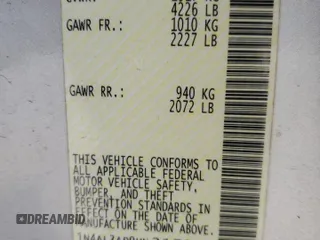 4226 LB
GAWR FR.: 1010 KG
2227 LB
GAWR RR.: 940 KG
2072 LB
THIS VEHICLE CONFORMS TO
ALL APPLICABLE FEDERAL
MOTOR VEHICLE SAFETY,
BUMPER, AND THEFT
PREVENTION STANDARDS IN
EFFECT ON THE DATE OF
MANUFACTURE SHOWN ABOVE.
DREAMBID